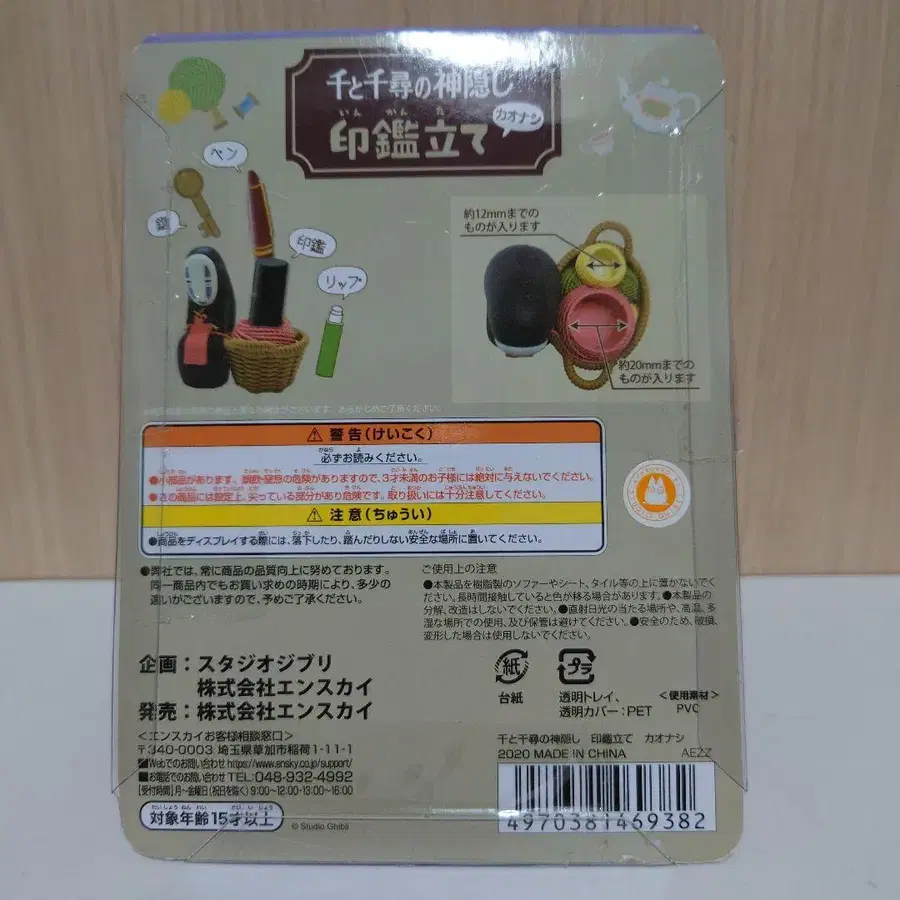 千と千尋の神隠し
いん かん た
印鑑立て
カオナシ
ペン
鍵
印鑑
リップ
約12mmまでの
ものが入ります
約20mmまでの
ものが入ります
⚠警告(けいこく)
必ずお読みください。
●小部品があります。誤飲・窒息の危険がありますので、3才未満のお子様には絶対に与えないでください。
●この商品には設定上、尖っている部分があり危険です。取り扱いには十分注意してください。
⚠注意(ちゅうい)
●商品をディスプレイする際には、落下したり、踏んだりしない安全な場所に置いてください。
●弊社では、常に商品の品質向上に努めております。
同一商品内でもお買い求めの時期により、多少の
違いがございますので、予めご了承ください。
ご使用上の注意
●本製品を樹脂製のソファーやシート、タイル等の上に置かないでく
ださい。長時間接触していると色が移る場合があります。●本製品の
分解、改造はしないでください。●直射日光の当たる場所や、高温、多
湿な場所での使用、及び保管は避けてください。●安全のため、破損、
変形した場合は使用しないでください。
企画:スタジオジブリ
株式会社エンスカイ
発売:株式会社エンスカイ
<エンスカイお客様相談窓口>
〒340-0003 埼玉県草加市稲荷1-11-1
■Webでのお問い合わせ https://www.ensky.co.jp/support/
■お電話でのお問い合わせ TEL:048-932-4992
[受付時間]月~金曜日(祝日を除く)9:00~12:00・13:00~16:00
たいしょう ねん れい さい い じょう
対象年齢15才以上
© Studio Ghibli
紙
台紙
プラ
透明トレイ、
透明カバー:PET
<使用素材>
PVC
千と千尋の神隠し 印鑑立て カオナシ
2020 MADE IN CHINA
AEZZ
4970381469382